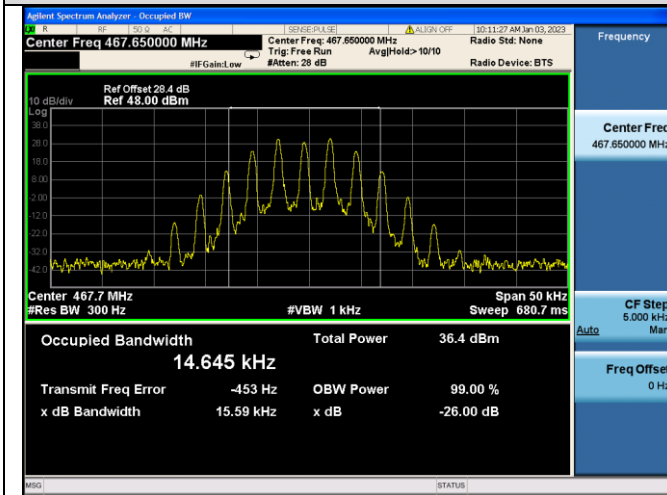 Agilent Spectrum Analyzer - Occupied BW
R RF 50 Ω AC SENSE:PULSE ALIGN OFF 10:11:27 AM Jan 03, 2023
Center Freq 467.650000 MHz
Center Freq: 467.650000 MHz
Radio Std: None
Trig: Free Run Avg|Hold:> 10/10
#IFGain:Low #Atten: 28 dB Radio Device: BTS
Frequency
Ref Offset 28.4 dB
10 dB/div Ref 48.00 dBm
Log
38.0
28.0
18.0
8.00
-2.00
-12.0
-22.0
-32.0
-42.0
Center Freq
467.650000 MHz
Center 467.7 MHz Span 50 kHz
#Res BW 300 Hz #VBW 1 kHz Sweep 680.7 ms
CF Step
5.000 kHz
Auto Man
Occupied Bandwidth Total Power 36.4 dBm
14.645 kHz
Transmit Freq Error -453 Hz OBW Power 99.00 %
x dB Bandwidth 15.59 kHz x dB -26.00 dB
Freq Offset
0 Hz
MSG STATUS